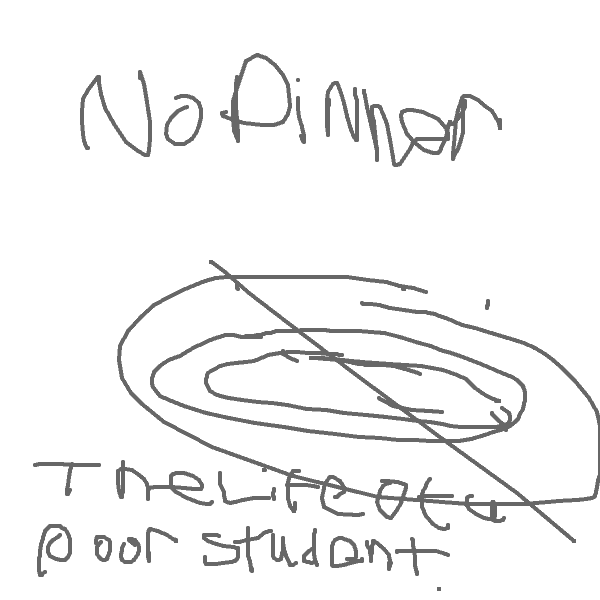 No Dinner
The Life of a
poor student.